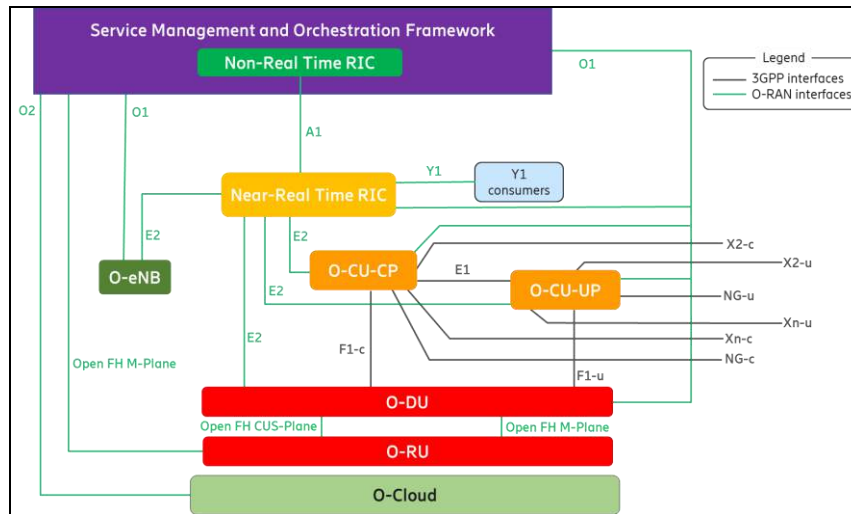 Service Management and Orchestration Framework
Non-Real Time RIC
Legend
3GPP interfaces
O-RAN interfaces
O2
O1
O1
A1
Y1
Y1
consumers
Near-Real Time RIC
E2
E2
O-eNB
O-CU-CP
E1
X2-c
X2-u
E2
O-CU-UP
NG-u
Xn-u
E2
F1-c
Xn-c
NG-c
Open FH M-Plane
F1-u
O-DU
Open FH CUS-Plane
Open FH M-Plane
O-RU
O-Cloud